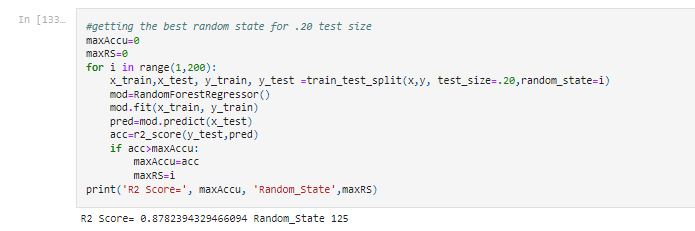 In [133…
#getting the best random state for .20 test size
maxAccu=0
maxRS=0
for i in range(1,200):
    x_train,x_test, y_train, y_test =train_test_split(x,y, test_size=.20,random_state=i)
    mod=RandomForestRegressor()
    mod.fit(x_train, y_train)
    pred=mod.predict(x_test)
    acc=r2_score(y_test,pred)
    if acc>maxAccu:
        maxAccu=acc
        maxRS=i
print('R2 Score=', maxAccu, 'Random_State',maxRS)
R2 Score= 0.8782394329466094 Random_State 125